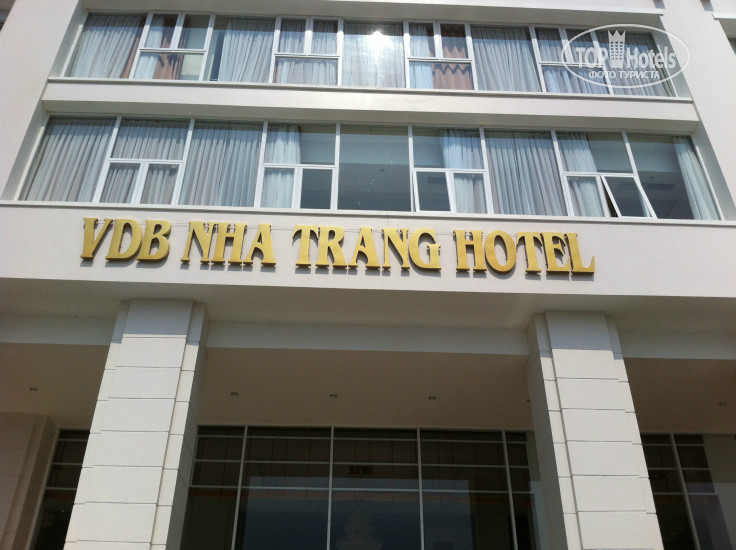 TOP Hotels
ФОТО ТУРИСТА
VDB NHA TRANG HOTEL